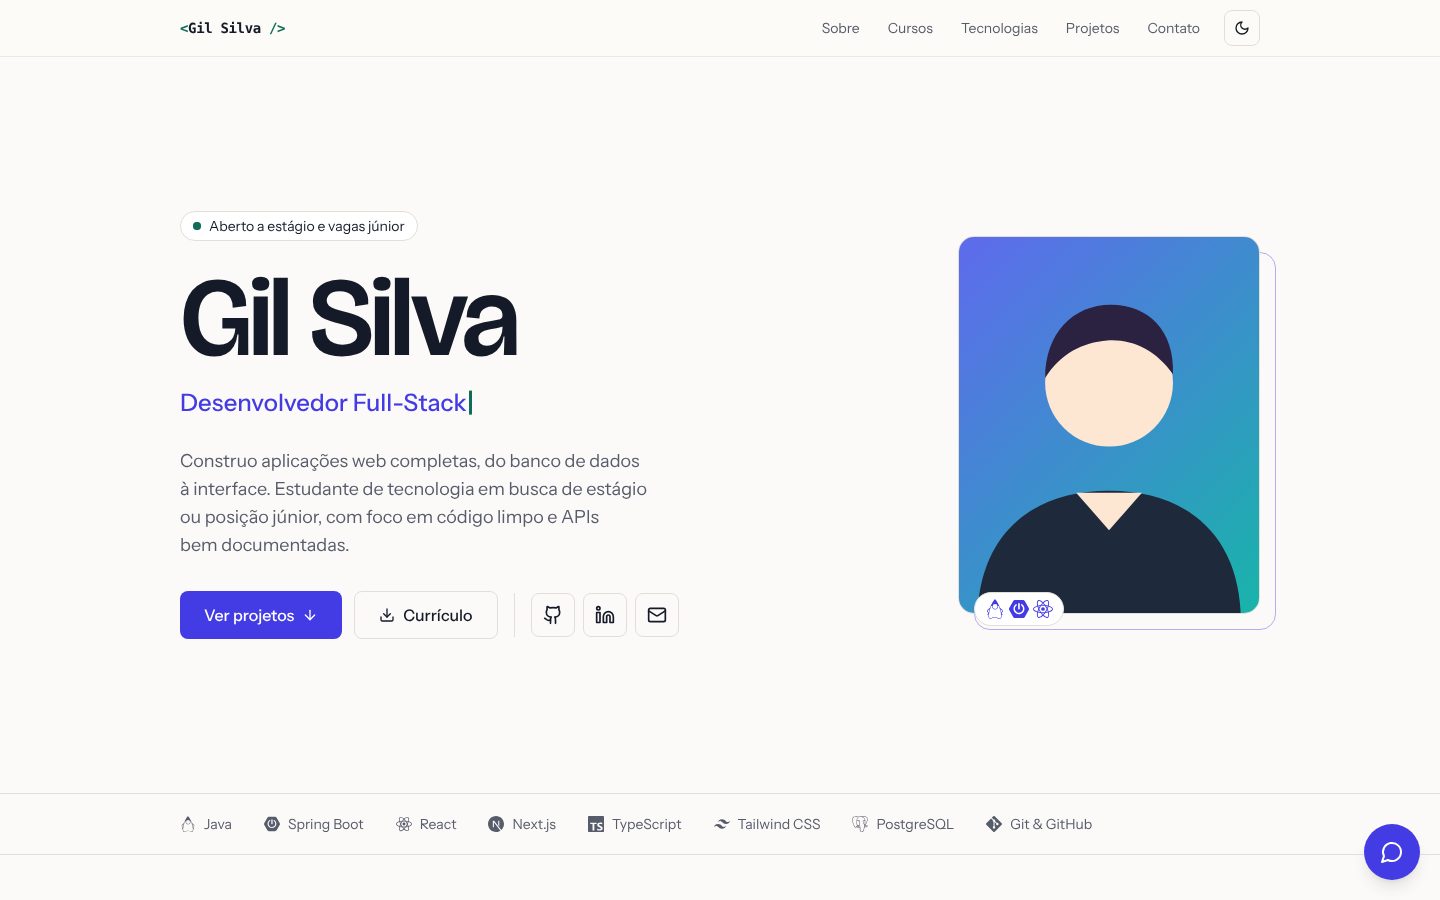 <Gil Silva />
Sobre
Cursos
Tecnologias
Projetos
Contato
Aberto a estágio e vagas júnior
Gil Silva
Desenvolvedor Full-Stack
Construo aplicações web completas, do banco de dados
à interface. Estudante de tecnologia em busca de estágio
ou posição júnior, com foco em código limpo e APIs
bem documentadas.
Ver projetos
Currículo
Java
Spring Boot
React
Next.js
TypeScript
Tailwind CSS
PostgreSQL
Git & GitHub